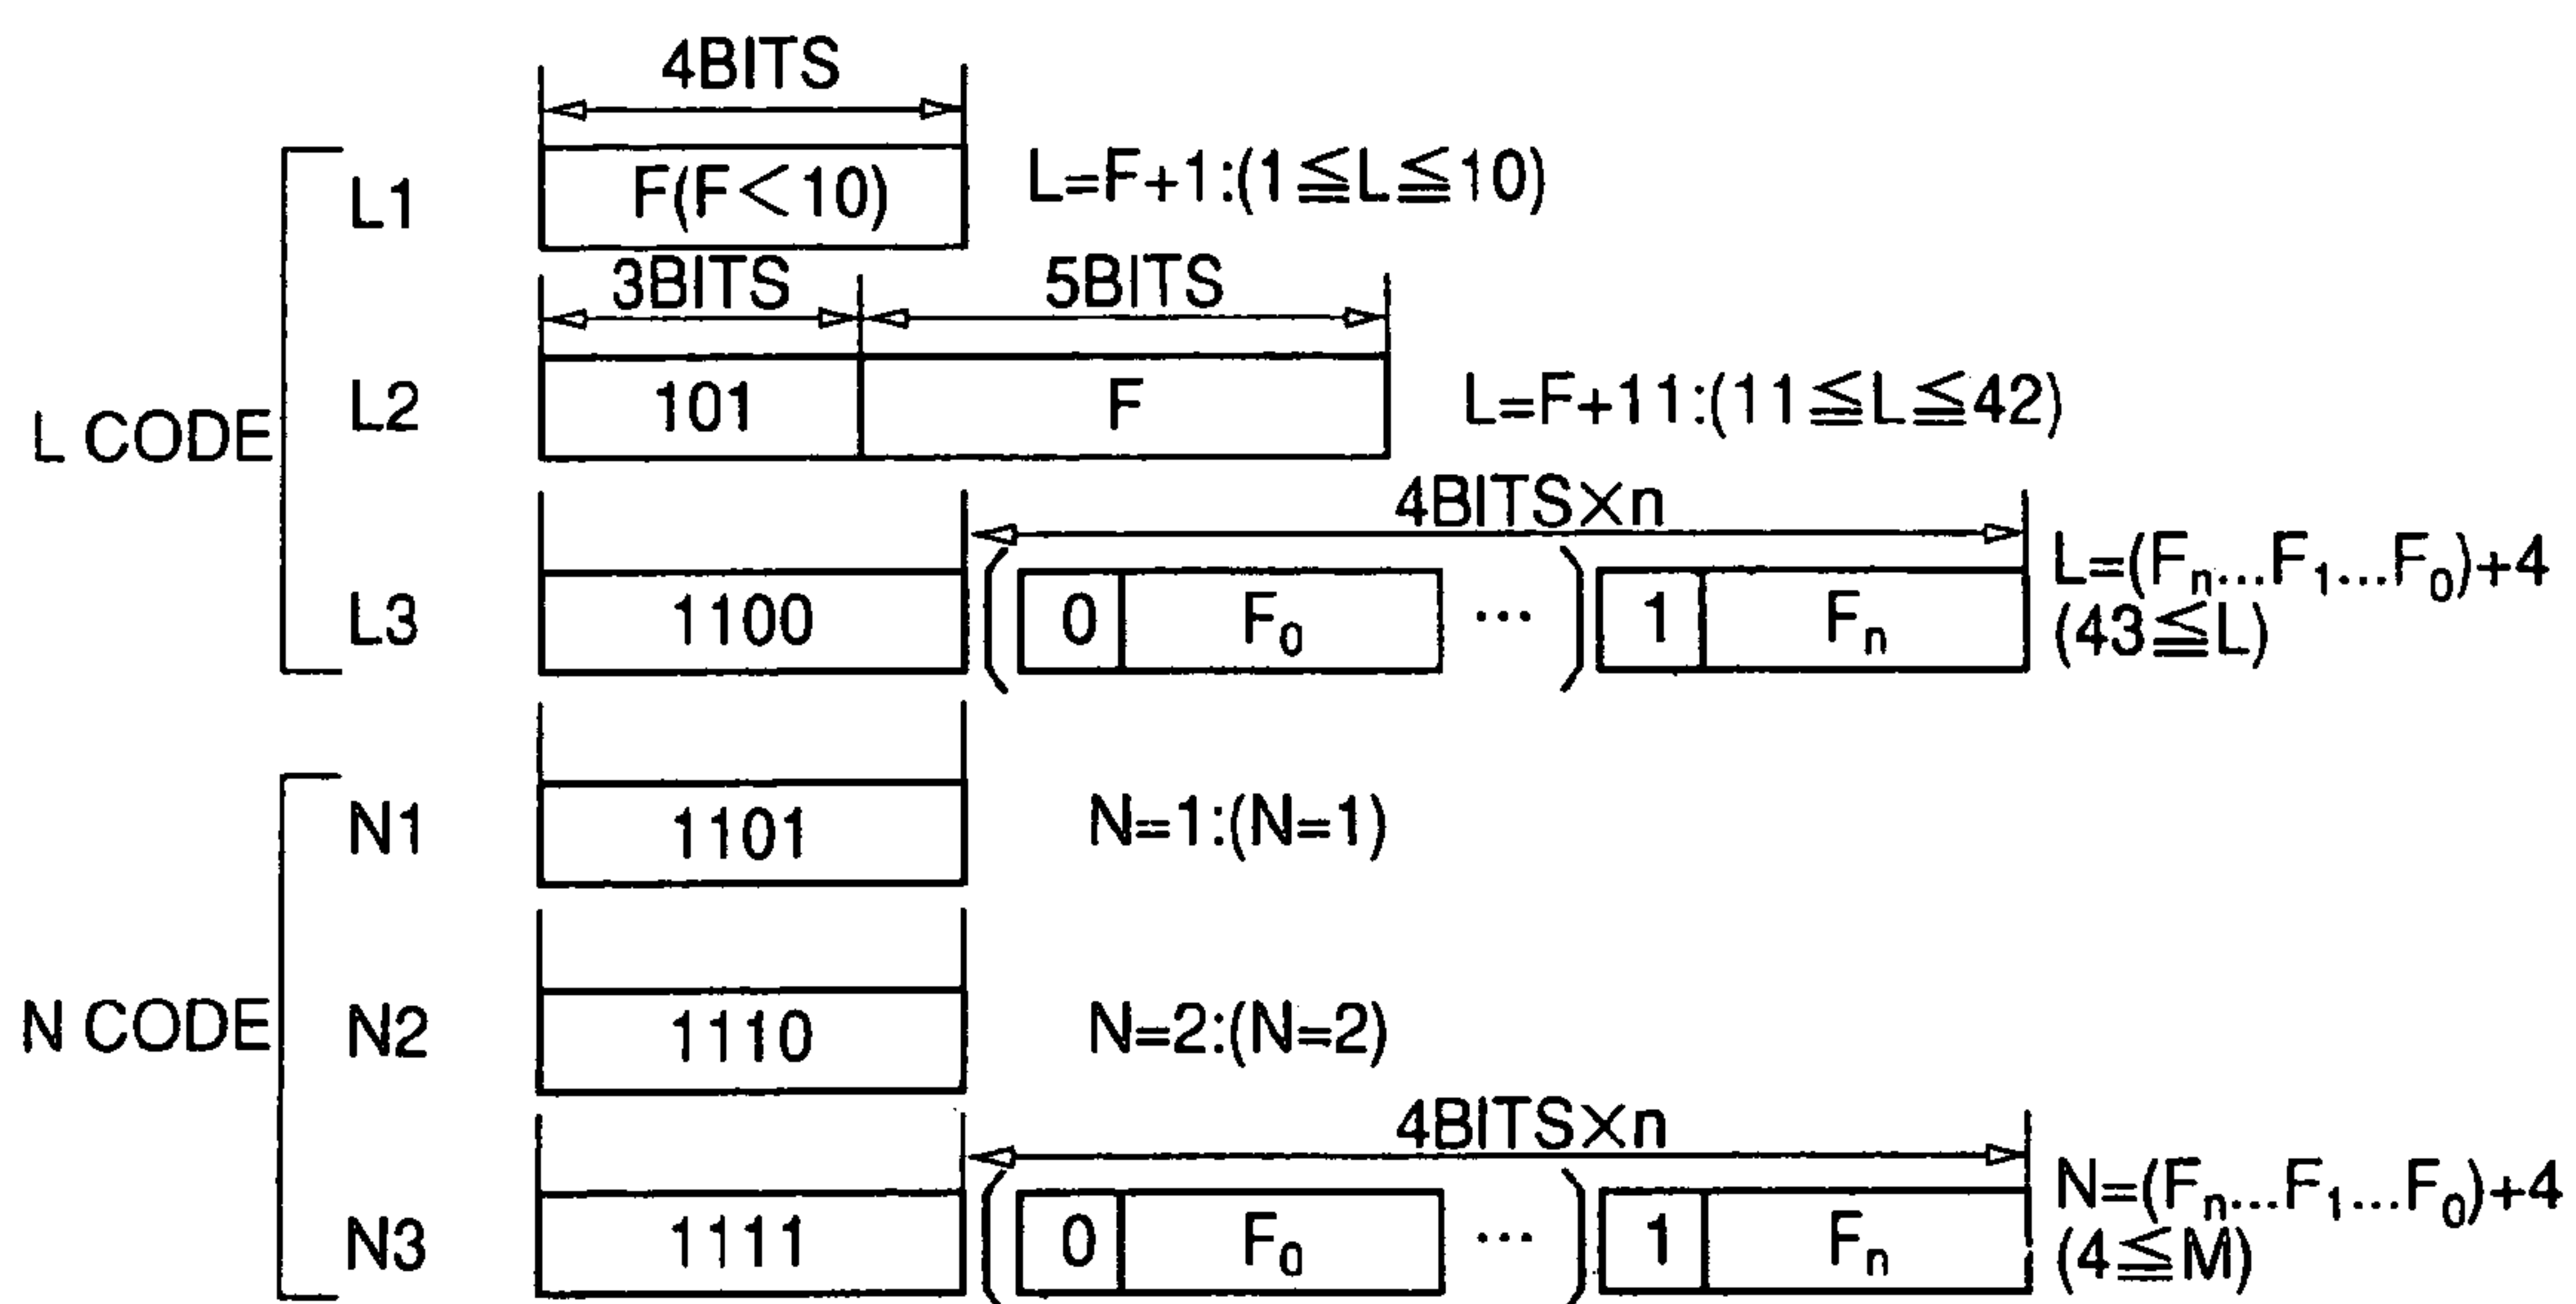 4BITS
L1 F(F<10) L=F+1:(1≦L≦10)
3BITS 5BITS
L CODE L2 101 F L=F+11:(11≦L≦42)
4BITS×n
L3 1100 ( 0 F₀ ... ) 1 Fₙ L=(Fₙ...F₁...F₀)+4
(43≦L)
N1 1101 N=1:(N=1)
N CODE N2 1110 N=2:(N=2)
4BITS×n
N3 1111 ( 0 F₀ ... ) 1 Fₙ N=(Fₙ...F₁...F₀)+4
(4≦M)